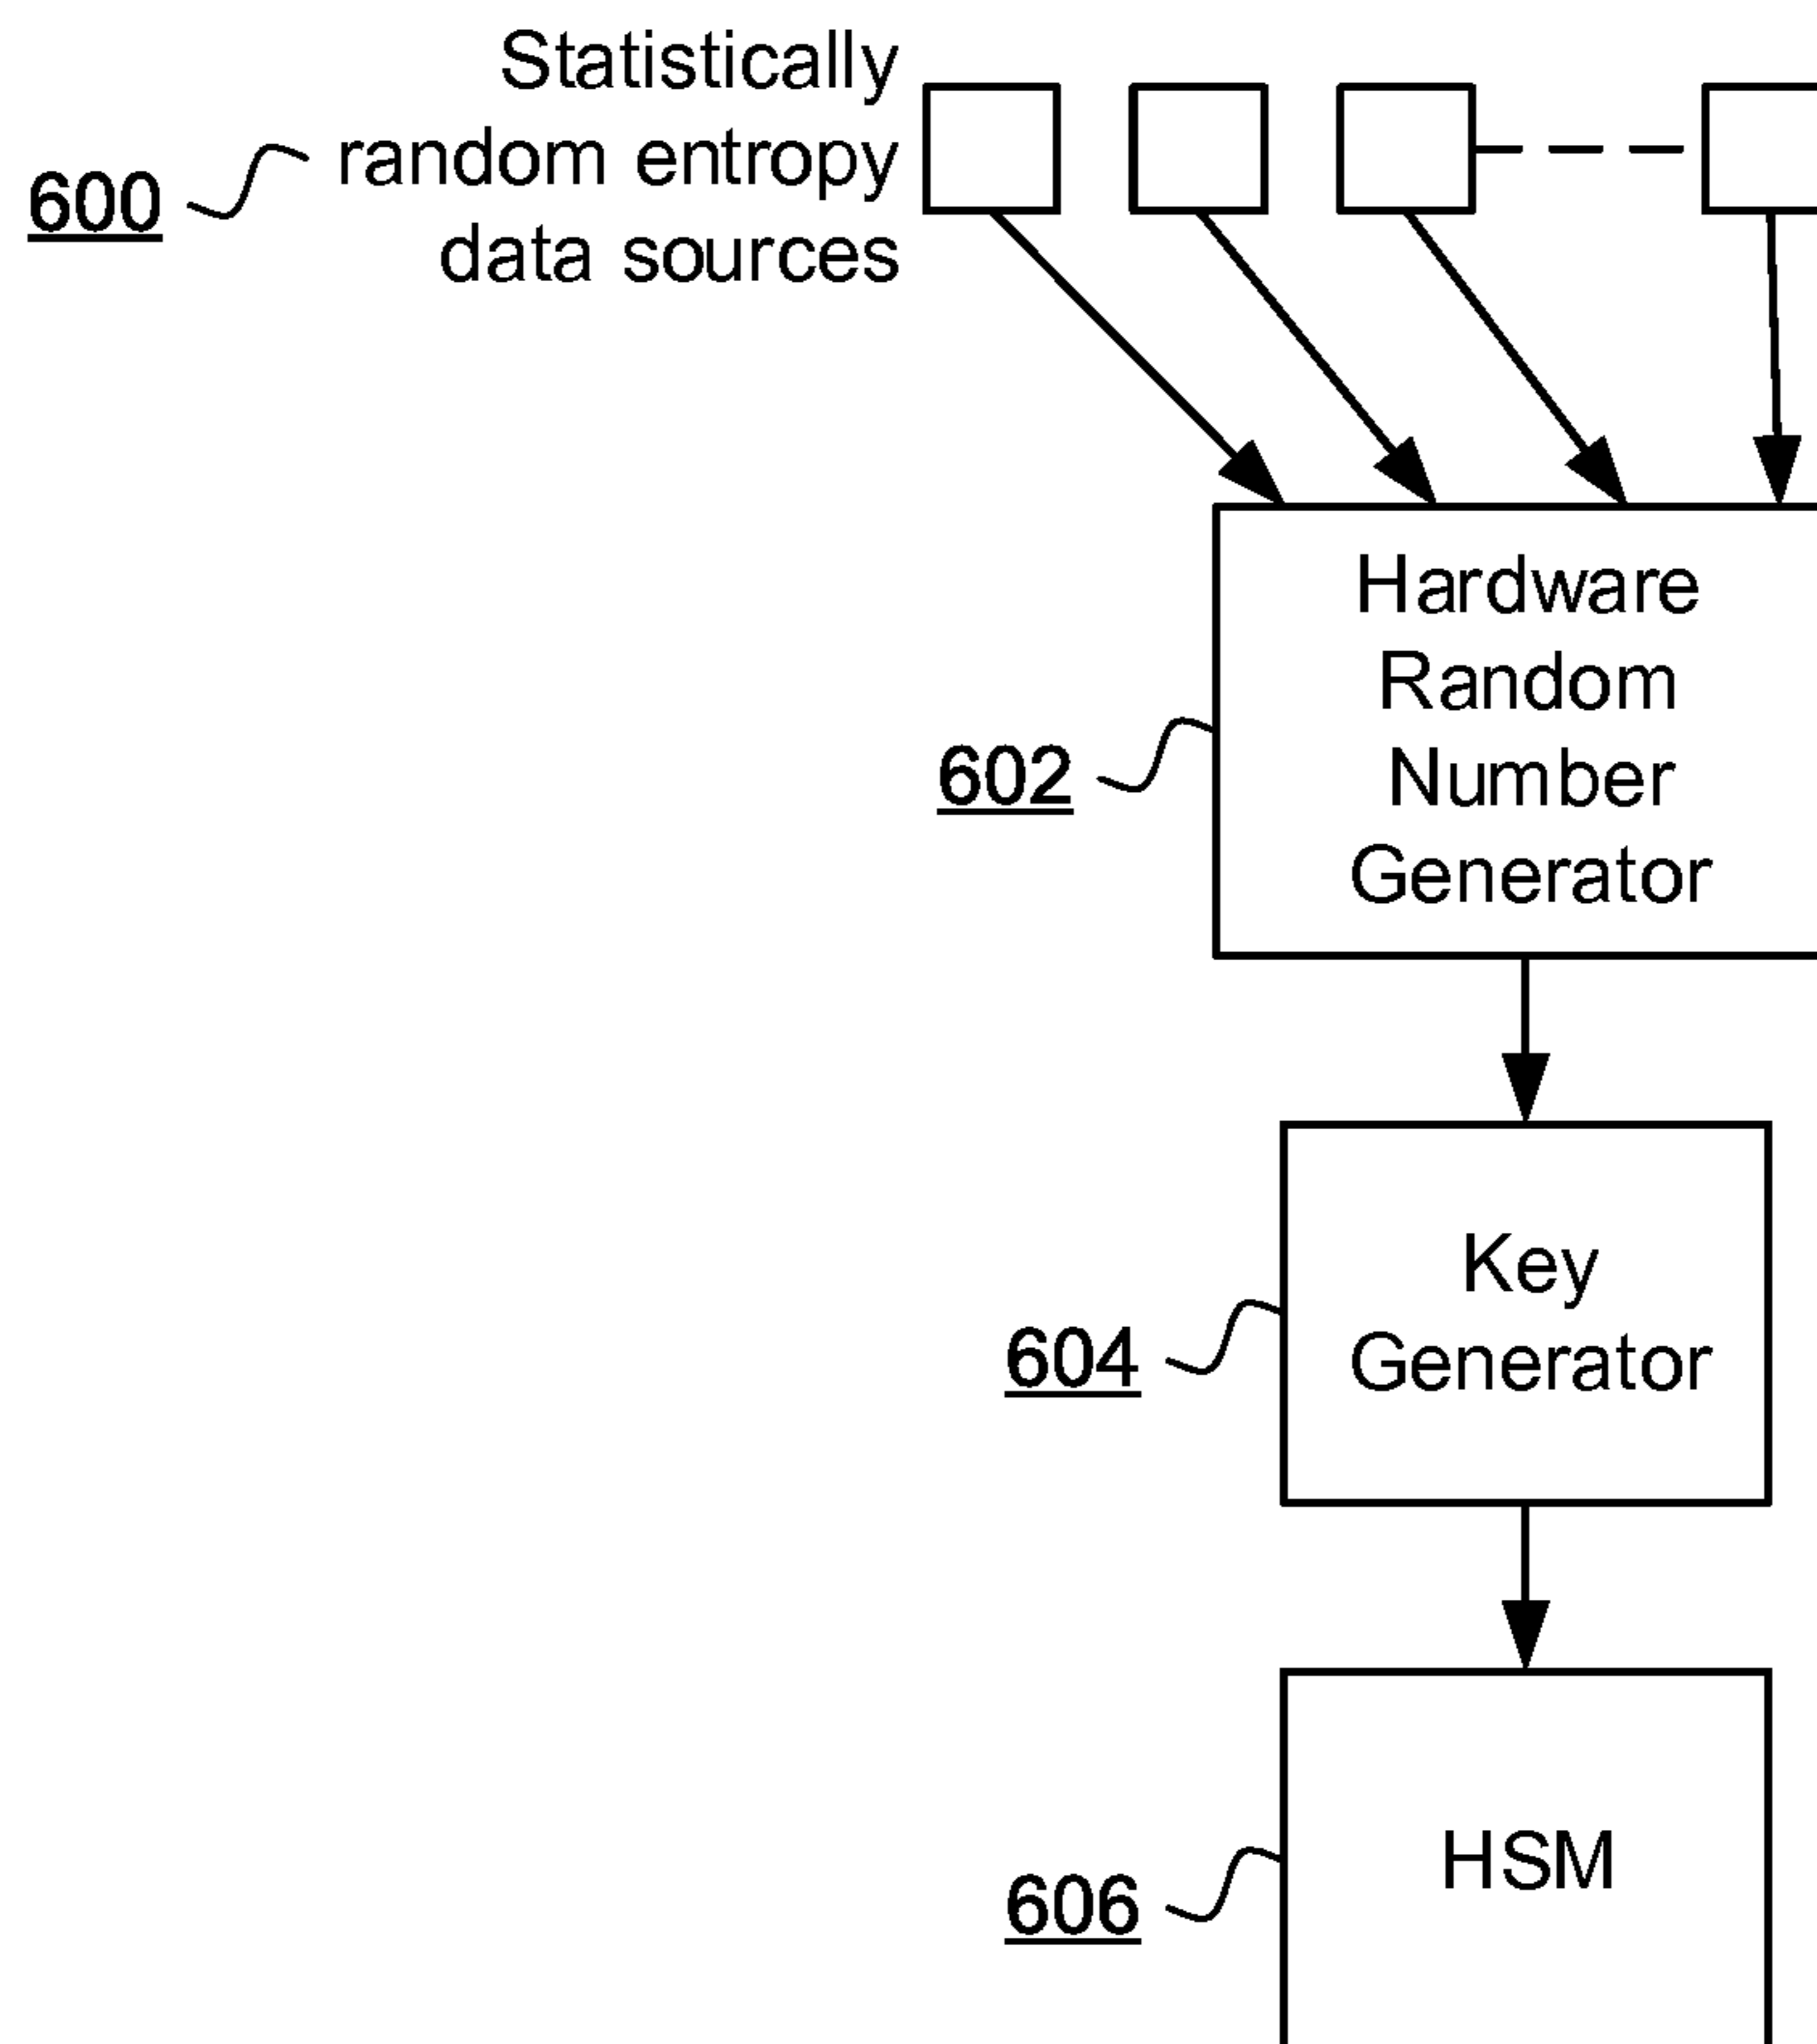 Statistically
random entropy
data sources
600
Hardware
Random
Number
Generator
602
Key
Generator
604
HSM
606